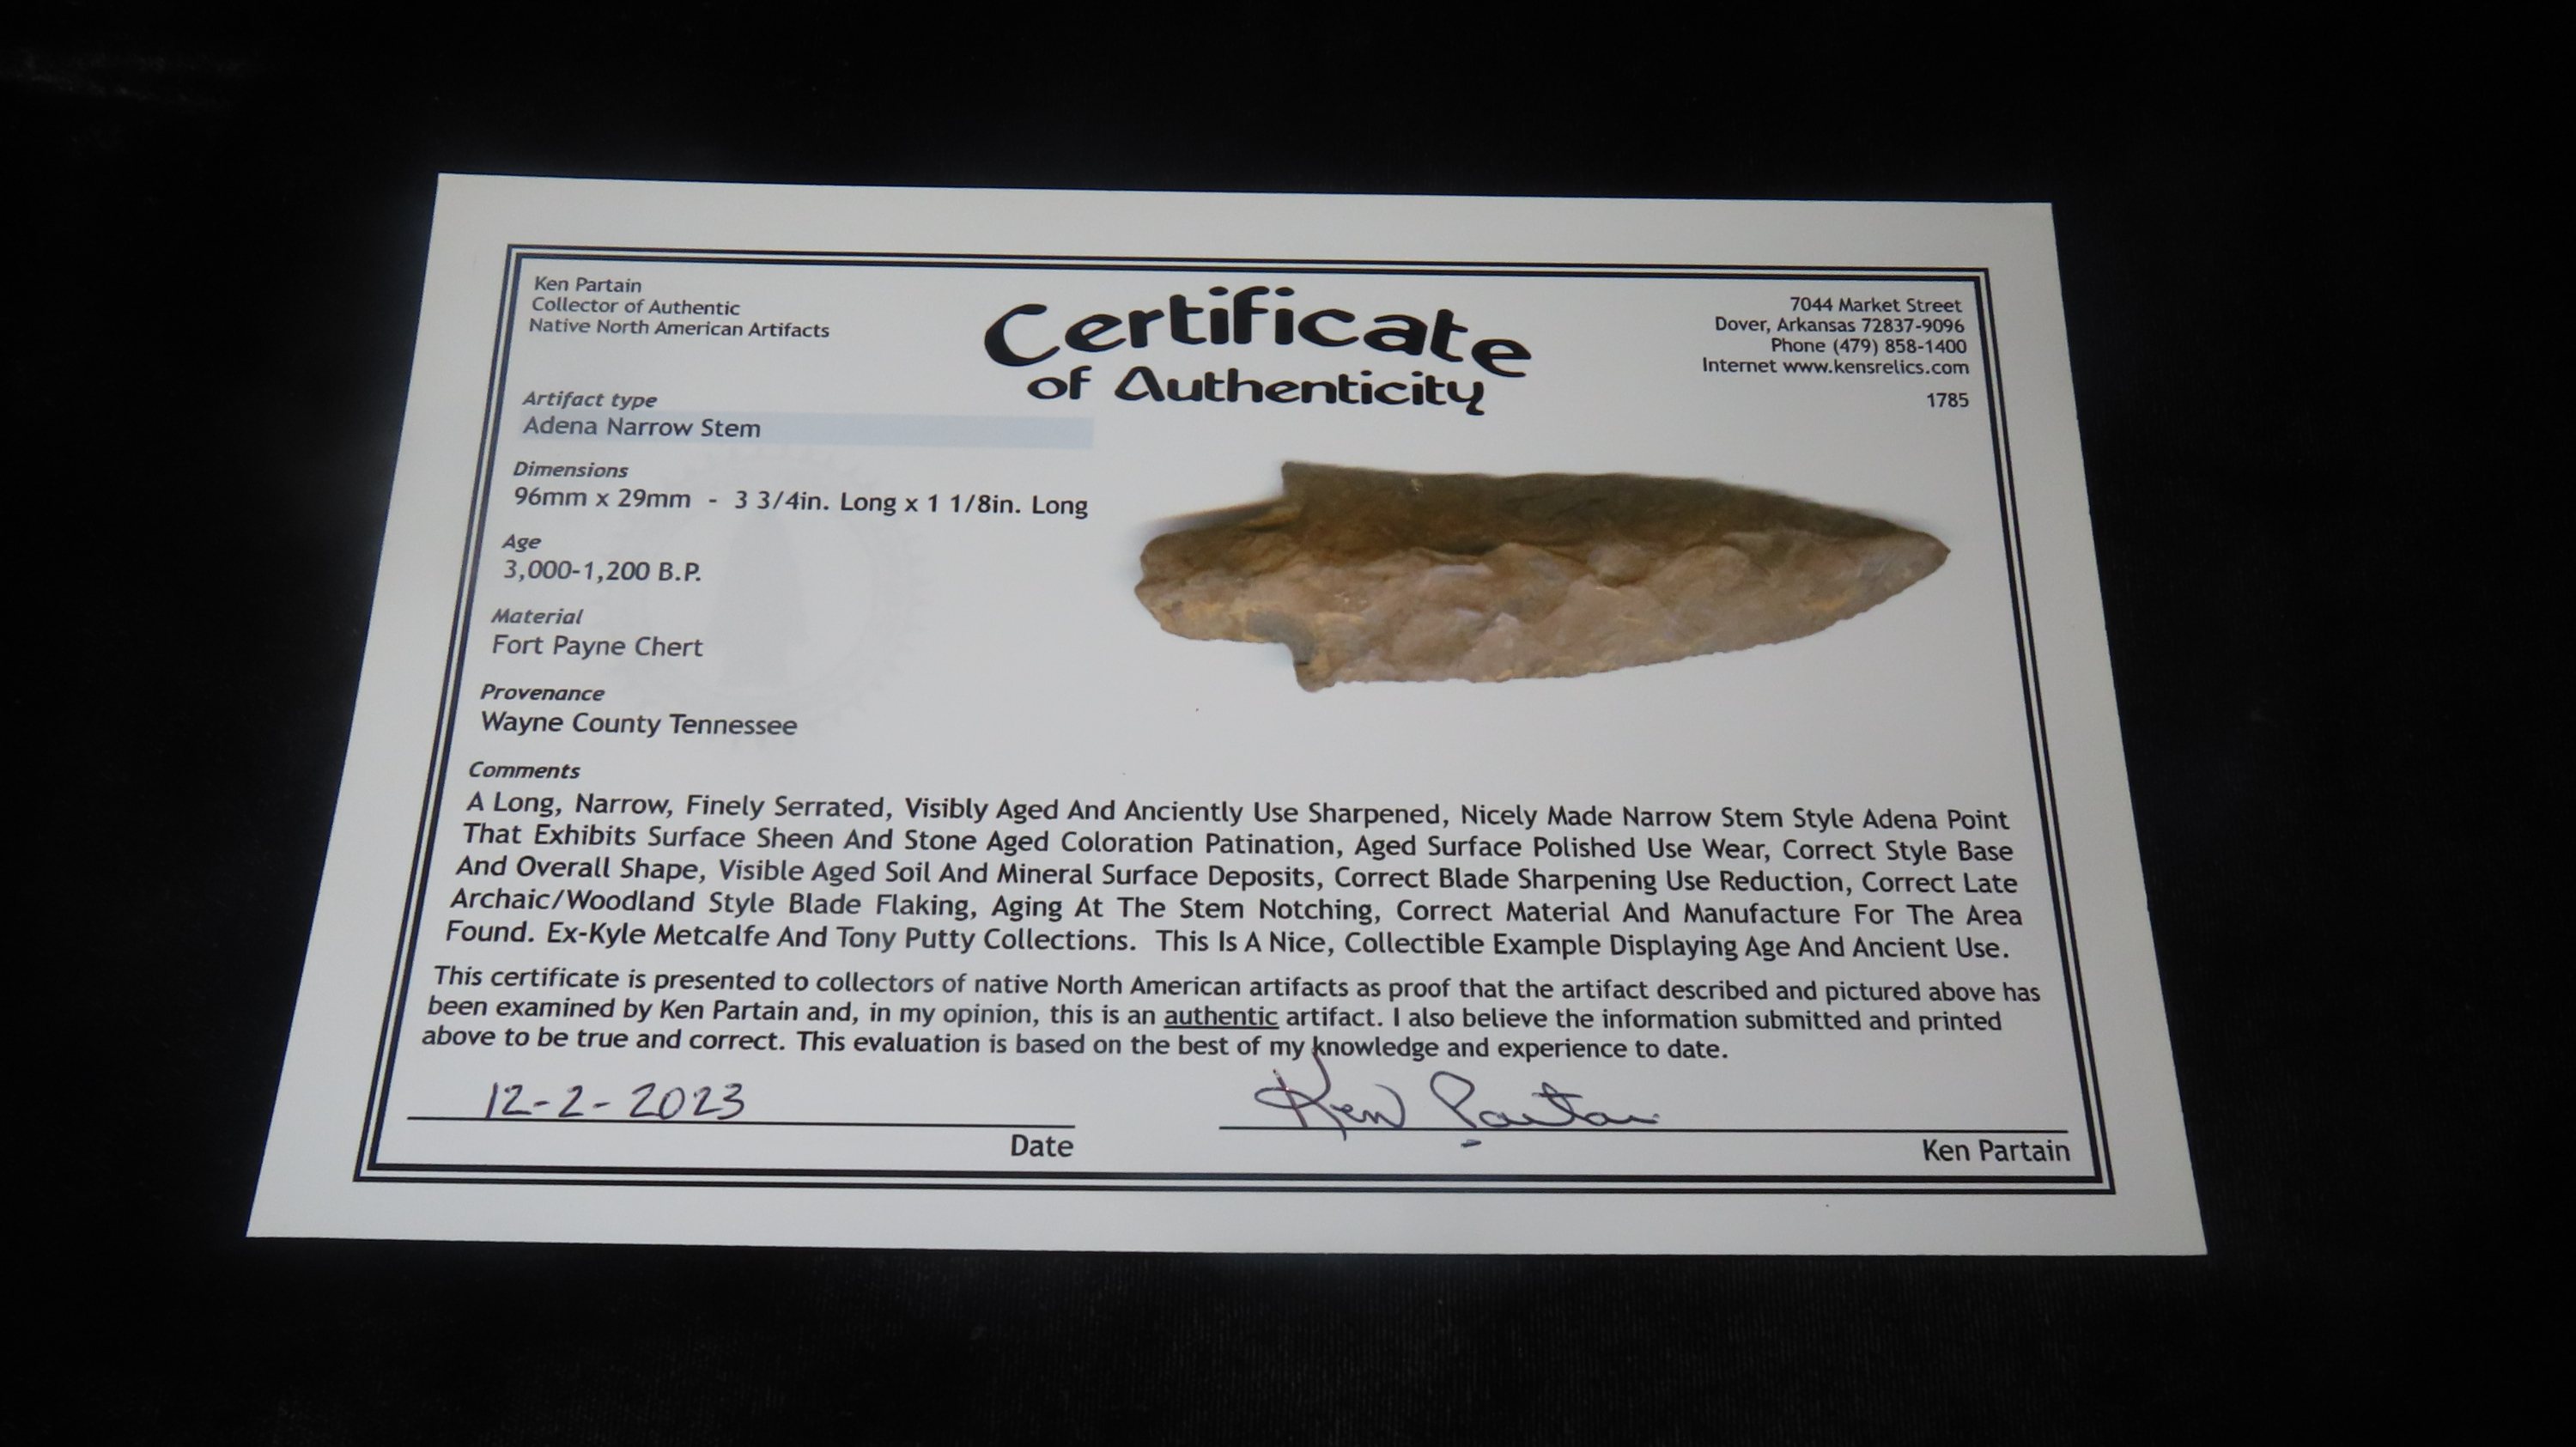 Ken Partain
Collector of Authentic
Native North American Artifacts
Certificate
of Authenticity
7044 Market Street
Dover, Arkansas 72837-9096
Phone (479) 858-1400
Internet www.kensrelics.com
1785
Artifact type
Adena Narrow Stem
Dimensions
96mm x 29mm - 3 3/4in. Long x 1 1/8in. Long
Age
3,000-1,200 B.P.
Material
Fort Payne Chert
Provenance
Wayne County Tennessee
Comments
A Long, Narrow, Finely Serrated, Visibly Aged And Anciently Use Sharpened, Nicely Made Narrow Stem Style Adena Point
That Exhibits Surface Sheen And Stone Aged Coloration Patination, Aged Surface Polished Use Wear, Correct Style Base
And Overall Shape, Visible Aged Soil And Mineral Surface Deposits, Correct Blade Sharpening Use Reduction, Correct Late
Archaic/Woodland Style Blade Flaking, Aging At The Stem Notching, Correct Material And Manufacture For The Area
Found. Ex-Kyle Metcalfe And Tony Putty Collections. This Is A Nice, Collectible Example Displaying Age And Ancient Use.
This certificate is presented to collectors of native North American artifacts as proof that the artifact described and pictured above has
been examined by Ken Partain and, in my opinion, this is an authentic artifact. I also believe the information submitted and printed
above to be true and correct. This evaluation is based on the best of my knowledge and experience to date.
12-2-2023
Ken Partain
Date
Ken Partain